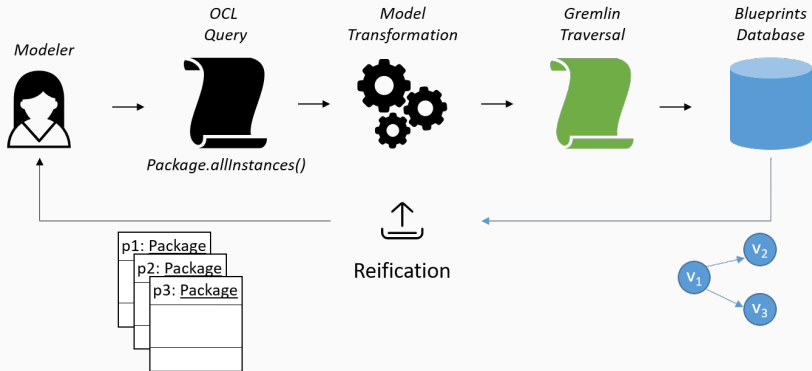 Modeler
OCL
Query
Model
Transformation
Gremlin
Traversal
Blueprints
Database
Package.allInstances()
Reification
p1: Package
p2: Package
p3: Package
v1
v2
v3